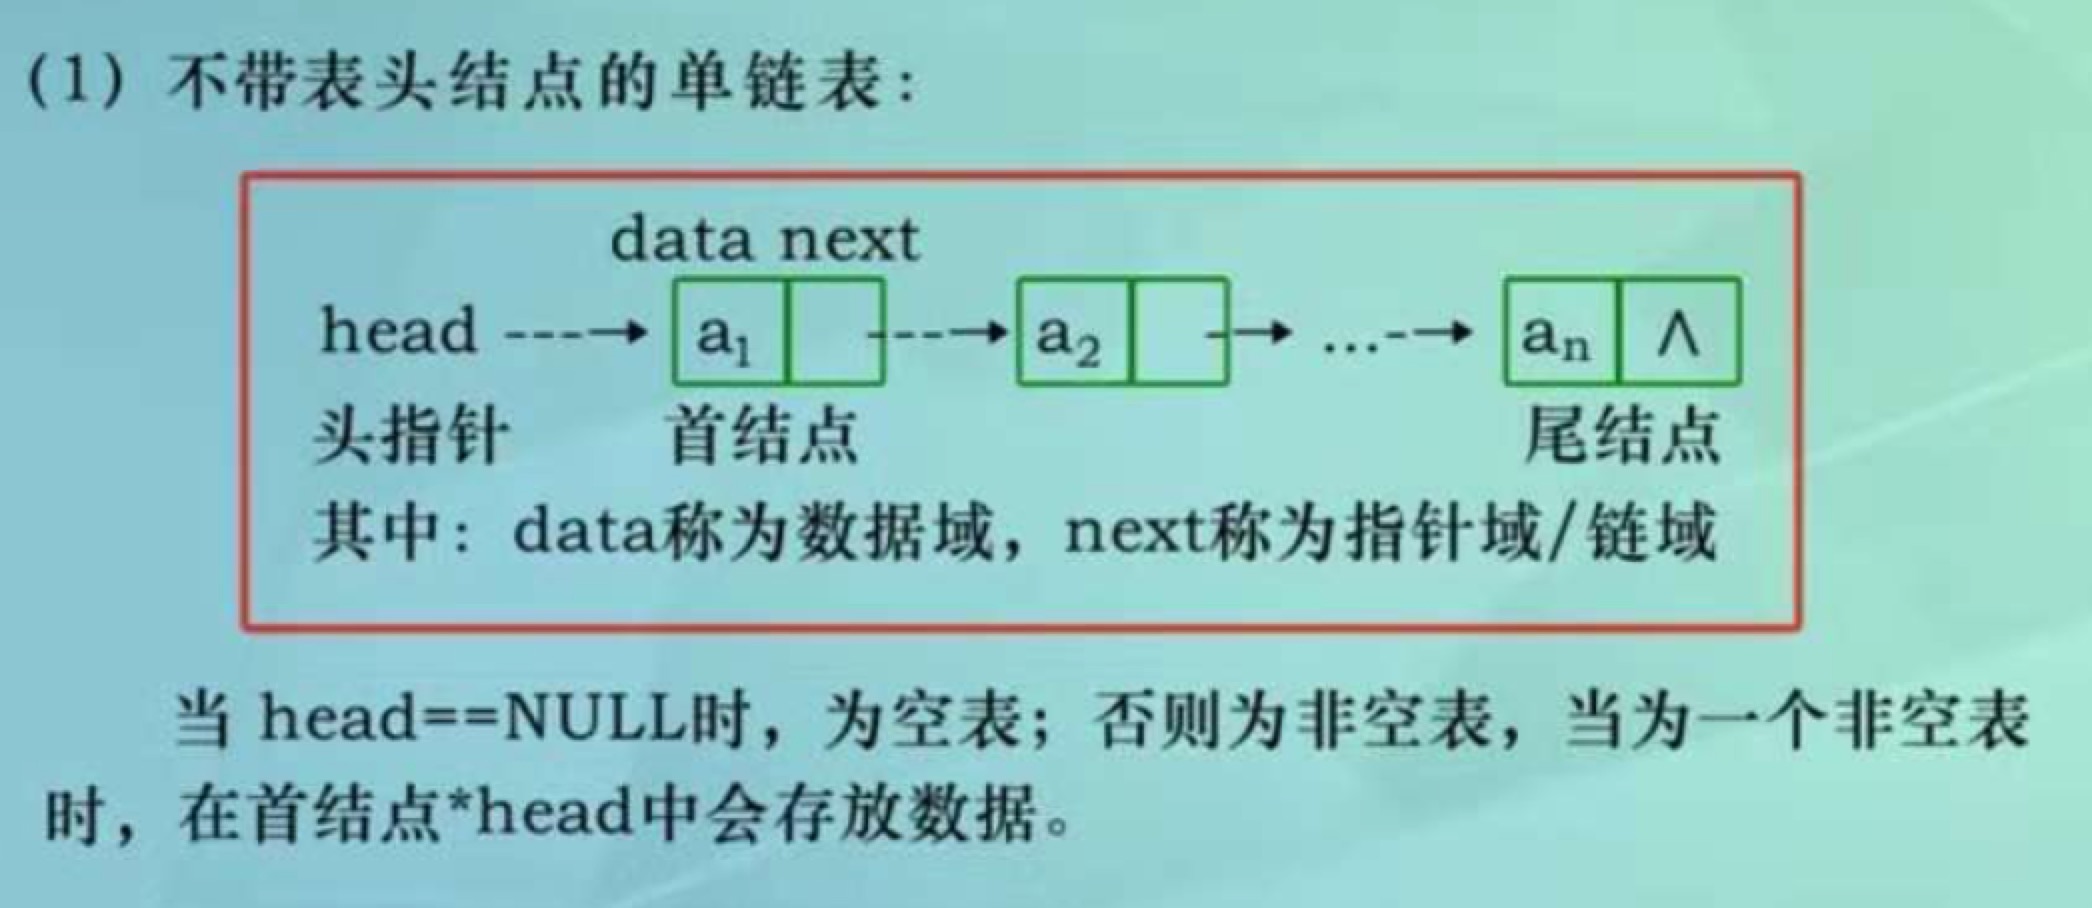 (1) 不带表头结点的单链表：
data next
head ---→ a₁ ---→ a₂ -→ ...-→ aₙ ∧
头指针 首结点 尾结点
其中：data称为数据域，next称为指针域/链域
当 head==NULL时，为空表；否则为非空表，当为一个非空表
时，在首结点*head中会存放数据。